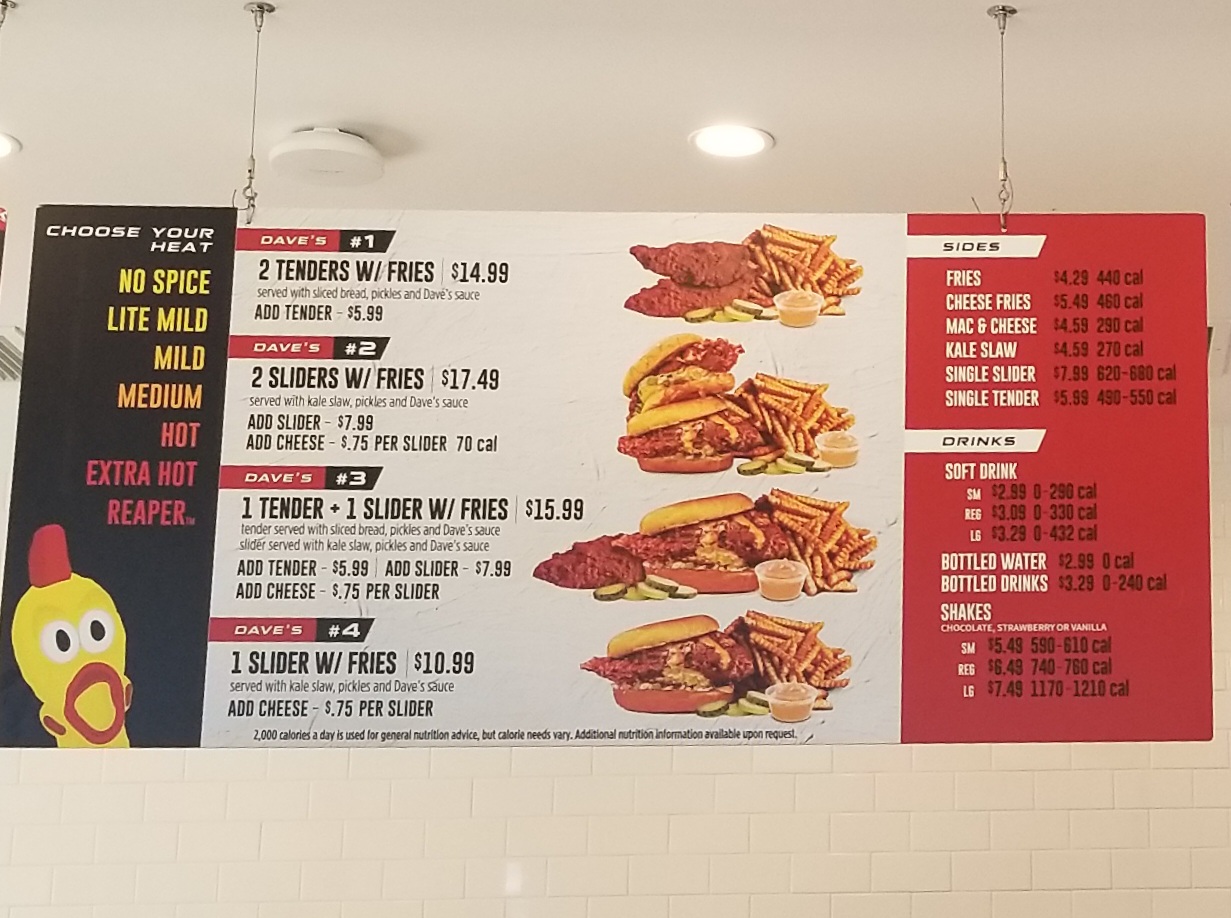 CHOOSE YOUR
HEAT
NO SPICE
LITE MILD
MILD
MEDIUM
HOT
EXTRA HOT
REAPER™
DAVE'S #1
2 TENDERS W/ FRIES | $14.99
served with sliced bread, pickles and Dave's sauce
ADD TENDER - $5.99
DAVE'S #2
2 SLIDERS W/ FRIES | $17.49
served with kale slaw, pickles and Dave's sauce
ADD SLIDER - $7.99
ADD CHEESE - $.75 PER SLIDER 70 cal
DAVE'S #3
1 TENDER + 1 SLIDER W/ FRIES | $15.99
tender served with sliced bread, pickles and Dave's sauce
slider served with kale slaw, pickles and Dave's sauce
ADD TENDER - $5.99 | ADD SLIDER - $7.99
ADD CHEESE - $.75 PER SLIDER
DAVE'S #4
1 SLIDER W/ FRIES | $10.99
served with kale slaw, pickles and Dave's sauce
ADD CHEESE - $.75 PER SLIDER
2,000 calories a day is used for general nutrition advice, but calorie needs vary. Additional nutrition information available upon request.
SIDES
FRIES $4.29 440 cal
CHEESE FRIES $5.49 460 cal
MAC & CHEESE $4.59 290 cal
KALE SLAW $4.59 270 cal
SINGLE SLIDER $7.99 620-680 cal
SINGLE TENDER $5.99 490-550 cal
DRINKS
SOFT DRINK
SM $2.99 0-290 cal
REG $3.09 0-330 cal
LG $3.29 0-432 cal
BOTTLED WATER $2.99 0 cal
BOTTLED DRINKS $3.29 0-240 cal
SHAKES
CHOCOLATE, STRAWBERRY OR VANILLA
SM $5.49 590-610 cal
REG $6.49 740-760 cal
LG $7.49 1170-1210 cal